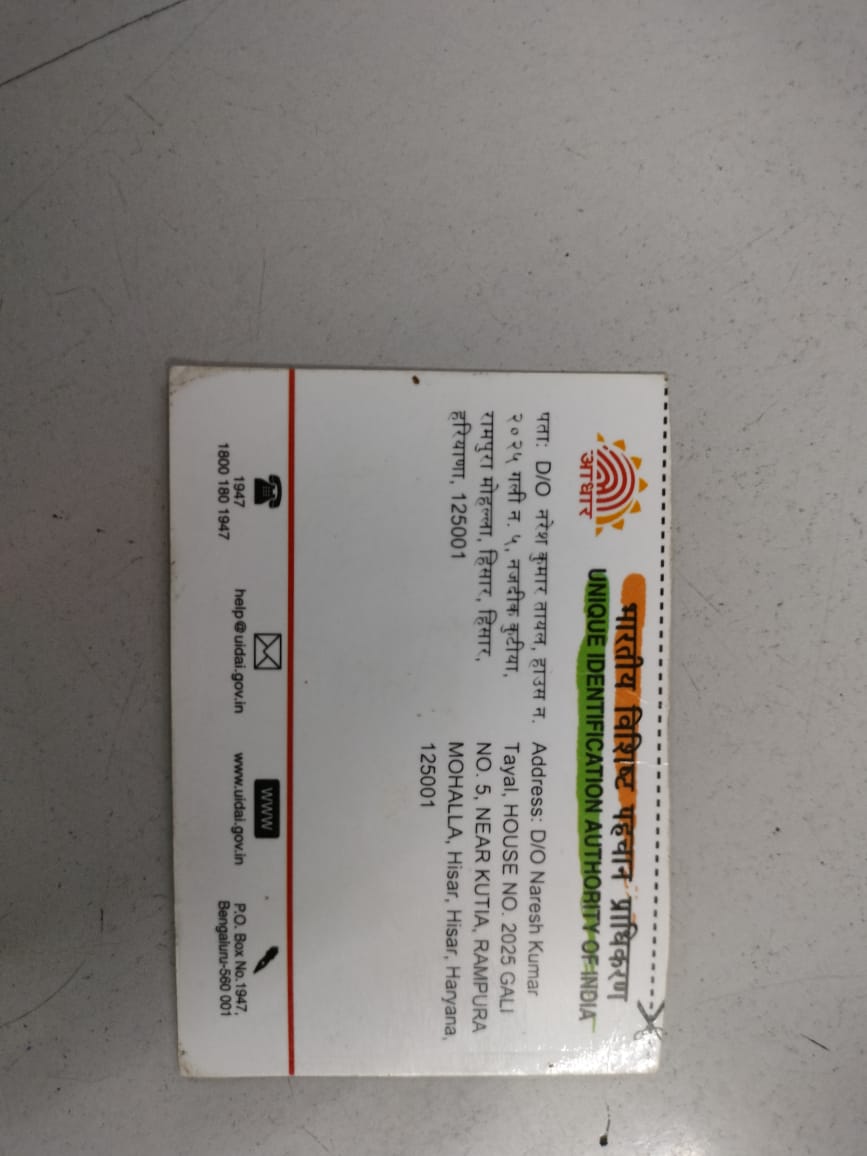 भारतीय विशिष्ट पहचान प्राधिकरण
UNIQUE IDENTIFICATION AUTHORITY OF INDIA
आधार
पता: D/O नरेश कुमार तायल, हाउस न.
२०२५ गली न. ५, नजदीक कुटीया,
रामपुरा मोहल्ला, हिसार, हिसार,
हरियाणा, 125001
Address: D/O Naresh Kumar
Tayal, HOUSE NO. 2025 GALI
NO. 5, NEAR KUTIA, RAMPURA
MOHALLA, Hisar, Hisar, Haryana,
125001
1947
1800 180 1947
help@uidai.gov.in
www
www.uidai.gov.in
P.O. Box No.1947,
Bengaluru-560 001